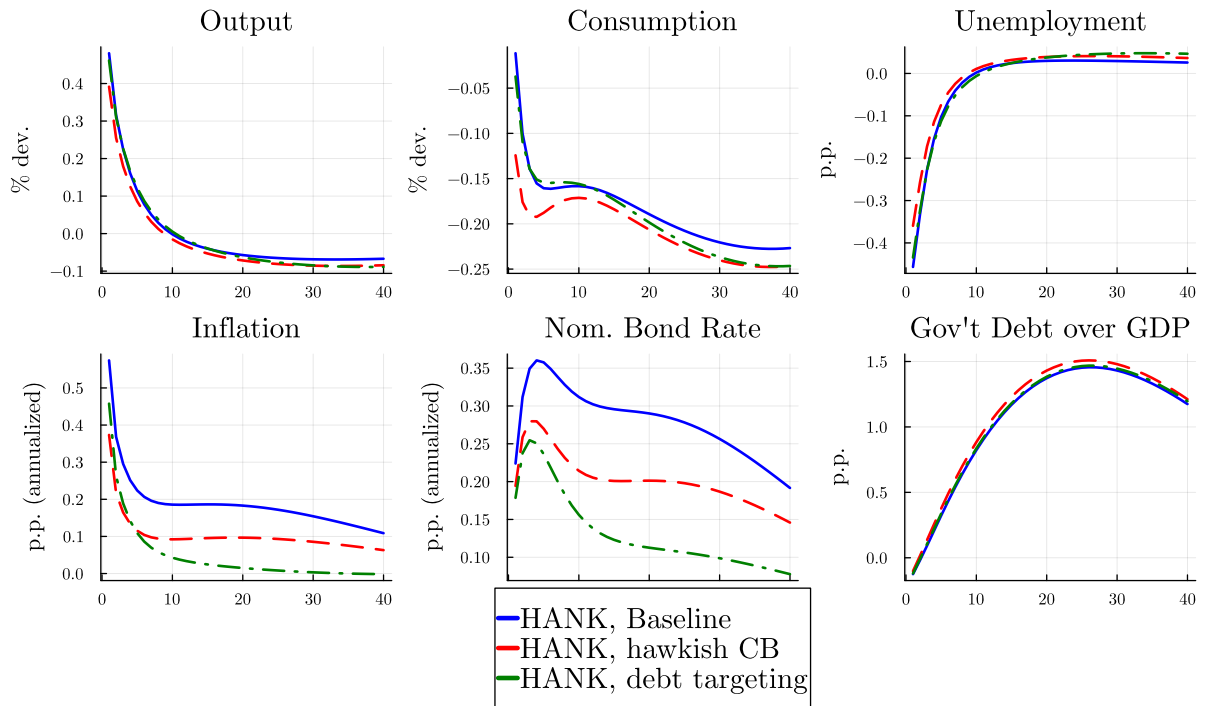 Output
% dev.
0.4
0.3
0.2
0.1
0.0
−0.1
0 10 20 30 40
Consumption
% dev.
−0.05
−0.10
−0.15
−0.20
−0.25
0 10 20 30 40
Unemployment
p.p.
0.0
−0.1
−0.2
−0.3
−0.4
0 10 20 30 40
Inflation
p.p. (annualized)
0.5
0.4
0.3
0.2
0.1
0.0
0 10 20 30 40
Nom. Bond Rate
p.p. (annualized)
0.35
0.30
0.25
0.20
0.15
0.10
Gov't Debt over GDP
p.p.
1.5
1.0
0.5
0.0
0 10 20 30 40
HANK, Baseline
HANK, hawkish CB
HANK, debt targeting